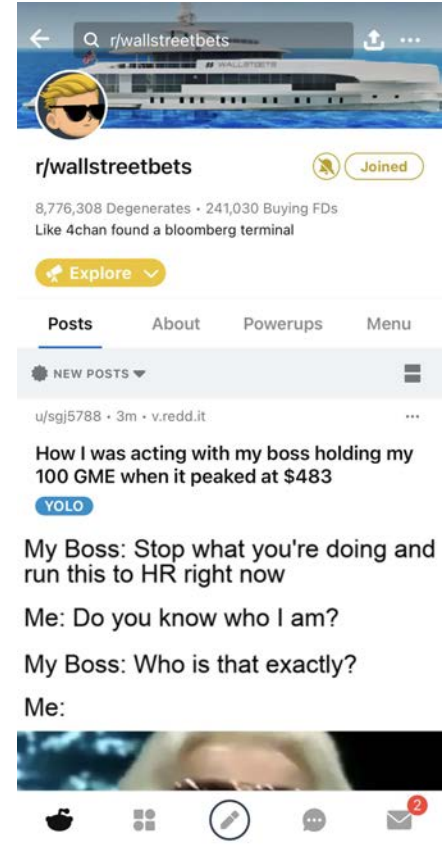 r/wallstreetbets
WALLSTBETS
r/wallstreetbets
Joined
8,776,308 Degenerates • 241,030 Buying FDs
Like 4chan found a bloomberg terminal
Explore
Posts About Powerups Menu
NEW POSTS
u/sgj5788 • 3m • v.redd.it
How I was acting with my boss holding my
100 GME when it peaked at $483
YOLO
My Boss: Stop what you're doing and
run this to HR right now
Me: Do you know who I am?
My Boss: Who is that exactly?
Me:
2